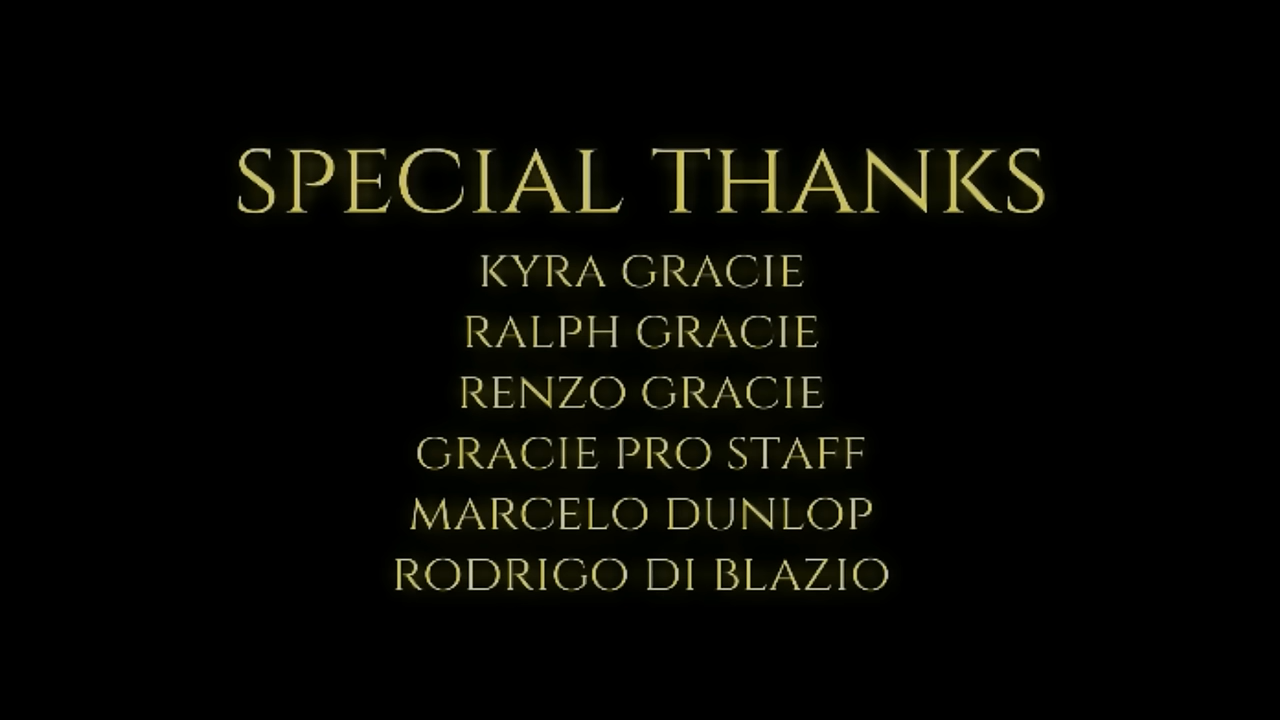 SPECIAL THANKS
KYRA GRACIE
RALPH GRACIE
RENZO GRACIE
GRACIE PRO STAFF
MARCELO DUNLOP
RODRIGO DI BLAZIO